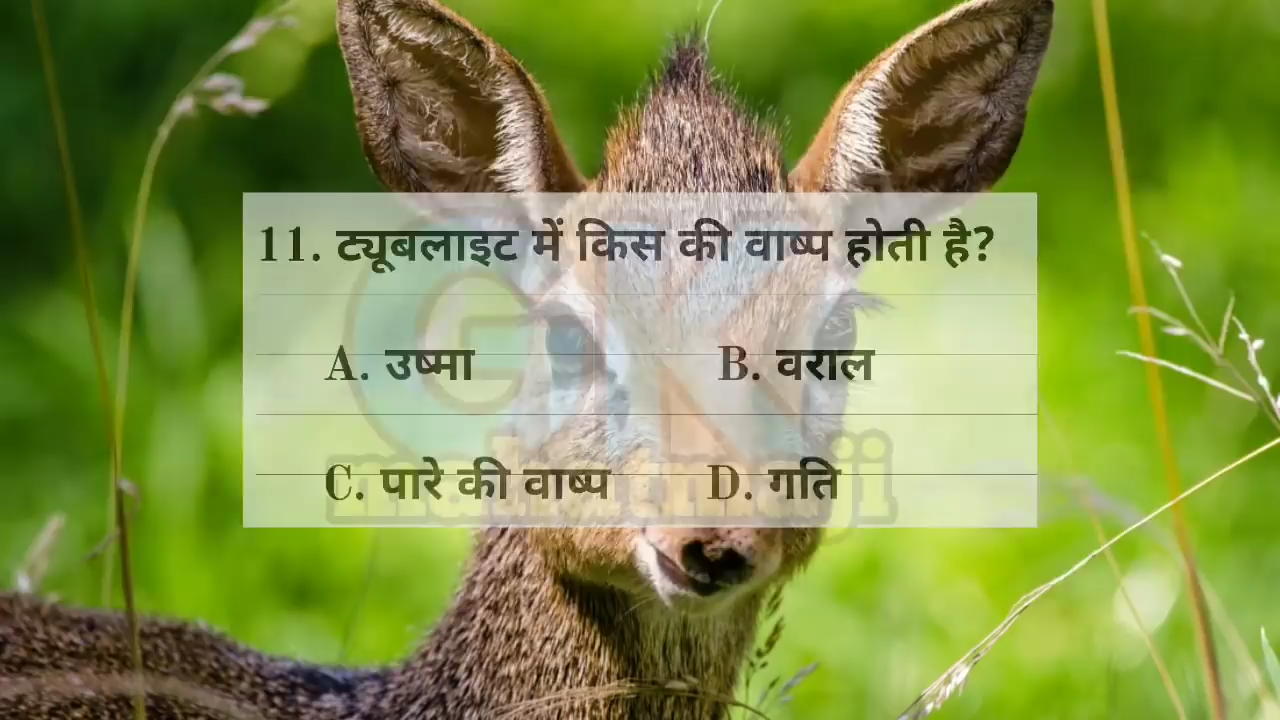 11. ट्यूबलाइट में किस की वाष्प होती है?
A. उष्मा B. वराल
C. पारे की वाष्प D. गति